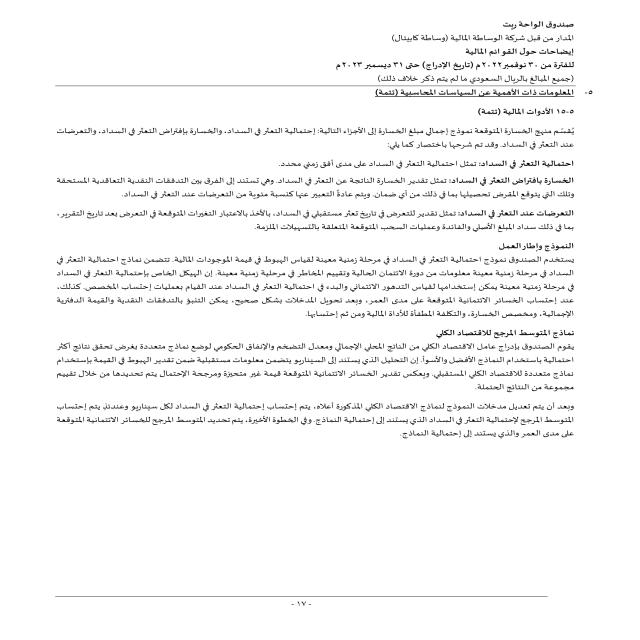 صندوق الواحة ريت
المدار من قبل شركة الوساطة المالية (وساطة كابيتال)
إيضاحات حول القوائم المالية
للفترة من ٣٠ نوفمبر ٢٠٢٢م (تاريخ الإدراج) حتى ٣١ ديسمبر ٢٠٢٣م
(جميع المبالغ بالريال السعودي ما لم يتم ذكر خلاف ذلك)
٥- المعلومات ذات الأهمية عن السياسات المحاسبية (تتمة)
٥-١٥ الأدوات المالية (تتمة)
يُقسّم منهج الخسارة المتوقعة نموذج إجمالي مبلغ الخسارة إلى الأجزاء التالية: إحتمالية التعثر في السداد، والخسارة بإفتراض التعثر في السداد، والتعرضات
عند التعثر في السداد. وقد تم شرحها باختصار كما يلي:
احتمالية التعثر في السداد: تمثل احتمالية التعثر في السداد على مدى أفق زمني محدد.
الخسارة بافتراض التعثر في السداد: تمثل تقدير الخسارة الناتجة عن التعثر في السداد. وهي تستند إلى الفرق بين التدفقات النقدية التعاقدية المستحقة
وتلك التي يتوقع المقرض تحصيلها بما في ذلك من أي ضمان. ويتم عادةً التعبير عنها كنسبة مئوية من التعرضات عند التعثر في السداد.
التعرضات عند التعثر في السداد: تمثل تقدير للتعرض في تاريخ تعثر مستقبلي في السداد، بالأخذ بالاعتبار التغيرات المتوقعة في التعرض بعد تاريخ التقرير،
بما في ذلك سداد المبلغ الأصلي والفائدة وعمليات السحب المتوقعة المتعلقة بالتسهيلات الملزمة.
النموذج وإطار العمل
يستخدم الصندوق نموذج احتمالية التعثر في السداد في مرحلة زمنية معينة لقياس الهبوط في قيمة الموجودات المالية. تتضمن نماذج احتمالية التعثر في
السداد في مرحلة زمنية معينة معلومات من دورة الائتمان الحالية وتقييم المخاطر في مرحلة زمنية معينة. إن الهيكل الخاص بإحتمالية التعثر في السداد
في مرحلة زمنية معينة يمكن إستخدامها لقياس التدهور الائتماني والبدء في احتمالية التعثر في السداد عند القيام بعمليات إحتساب المخصص. كذلك،
عند إحتساب الخسائر الائتمانية المتوقعة على مدى العمر، وبعد تحويل المدخلات بشكل صحيح، يمكن التنبؤ بالتدفقات النقدية والقيمة الدفترية
الإجمالية، ومخصص الخسارة، والتكلفة المطفأة للأداة المالية ومن ثم إحتسابها.
نماذج المتوسط المرجح للاقتصاد الكلي
يقوم الصندوق بإدراج عامل الاقتصاد الكلي من الناتج المحلي الإجمالي ومعدل التضخم والإنفاق الحكومي لوضع نماذج متعددة بغرض تحقق نتائج أكثر
احتمالية باستخدام النماذج الأفضل والأسوأ. إن التحليل الذي يستند إلى السيناريو يتضمن معلومات مستقبلية ضمن تقدير الهبوط في القيمة بإستخدام
نماذج متعددة للاقتصاد الكلي المستقبلي. ويعكس تقدير الخسائر الائتمانية المتوقعة قيمة غير متحيزة ومرجحة الإحتمال يتم تحديدها من خلال تقييم
مجموعة من النتائج المحتملة.
وبعد أن يتم تعديل مدخلات النموذج لنماذج الاقتصاد الكلي المذكورة أعلاه، يتم إحتساب إحتمالية التعثر في السداد لكل سيناريو وعندئذٍ يتم إحتساب
المتوسط المرجح لإحتمالية التعثر في السداد الذي يستند إلى إحتمالية النماذج. وفي الخطوة الأخيرة، يتم تحديد المتوسط المرجح للخسائر الائتمانية المتوقعة
على مدى العمر والذي يستند إلى إحتمالية النماذج.
- ١٧ -